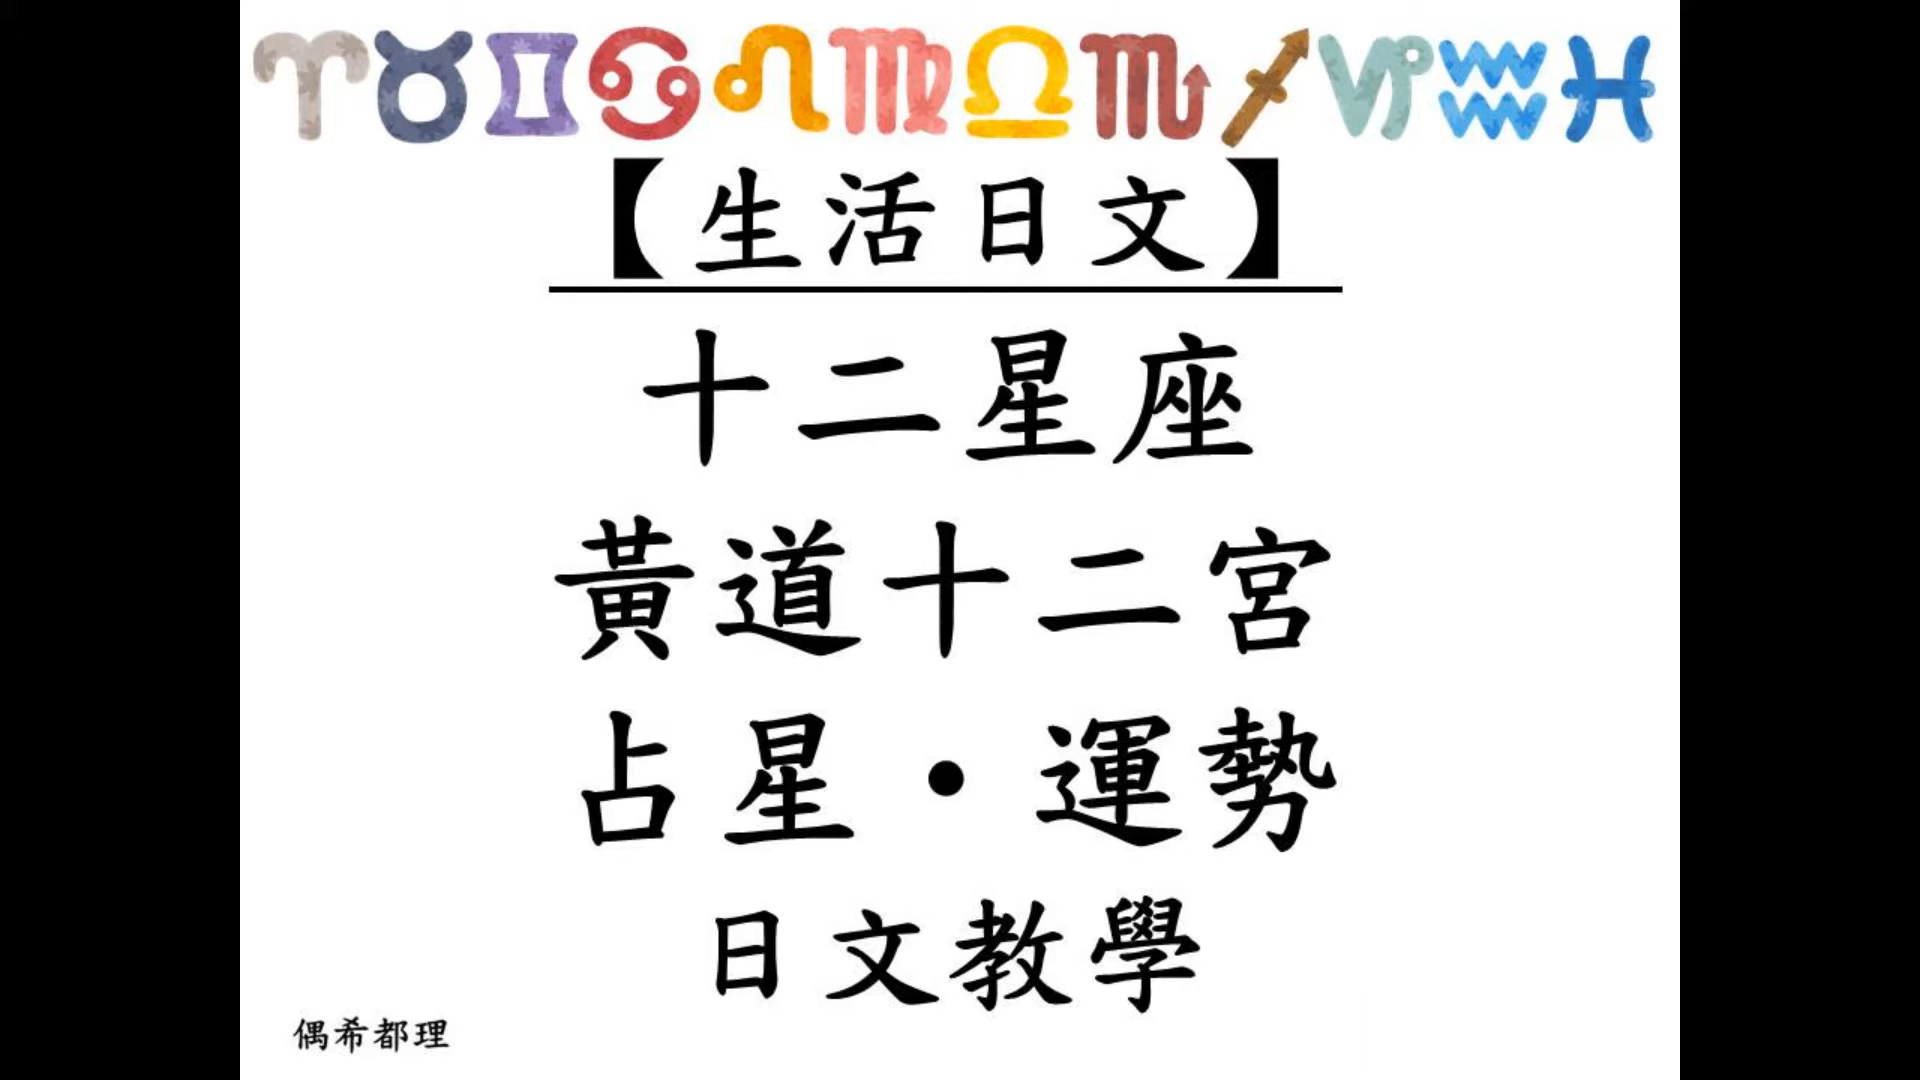 【生活日文】
十二星座
黃道十二宮
占星・運勢
日文教學
偶希都理